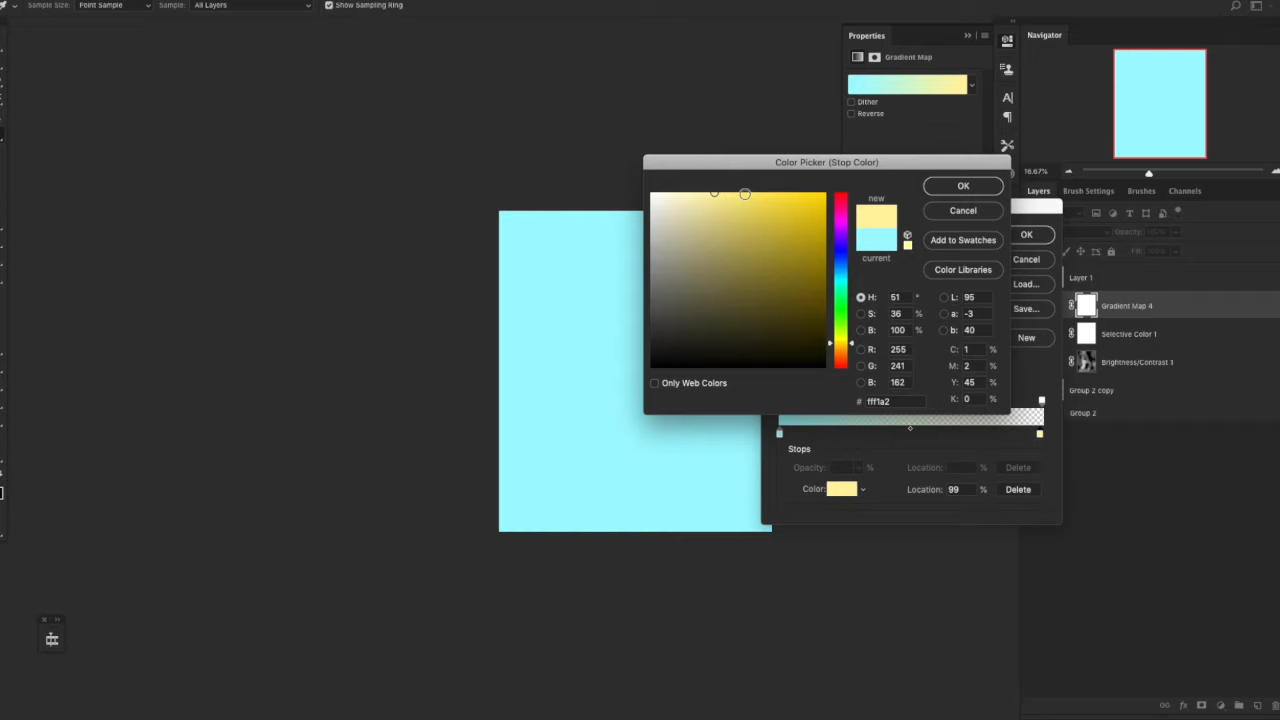 Sample Size: Point Sample Sample: All Layers Show Sampling Ring
Properties
Navigator
Gradient Map
Dither
Reverse
Color Picker (Stop Color)
16.67%
new
OK
Cancel
Add to Swatches
current
Color Libraries
H: 51 °
S: 36 %
B: 100 %
R: 255
G: 241
B: 162
# fff1a2
L: 95
a: -3
b: 40
C: 1 %
M: 2 %
Y: 45 %
K: 0 %
Only Web Colors
Layers Brush Settings Brushes Channels
Opacity: 100%
Fill: 100%
OK
Cancel
Load...
Save...
New
Layer 1
Gradient Map 4
Selective Color 1
Brightness/Contrast 1
Group 2 copy
Group 2
Stops
Opacity: % Location: % Delete
Color: Location: 99 % Delete
fx